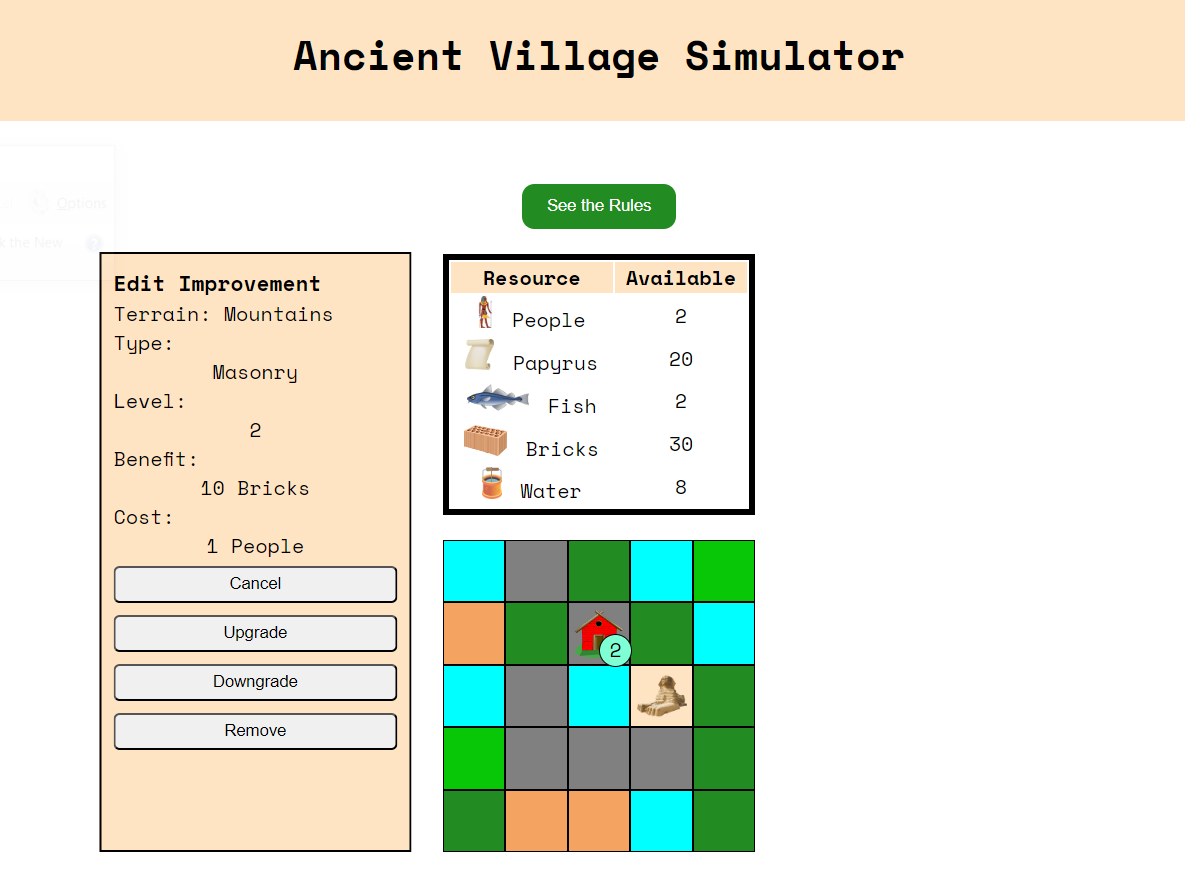 Ancient Village Simulator
Options
k the New
See the Rules
Edit Improvement
Terrain: Mountains
Type:
Masonry
Level:
2
Benefit:
10 Bricks
Cost:
1 People
Cancel
Upgrade
Downgrade
Remove
Resource Available
People 2
Papyrus 20
Fish 2
Bricks 30
Water 8
2